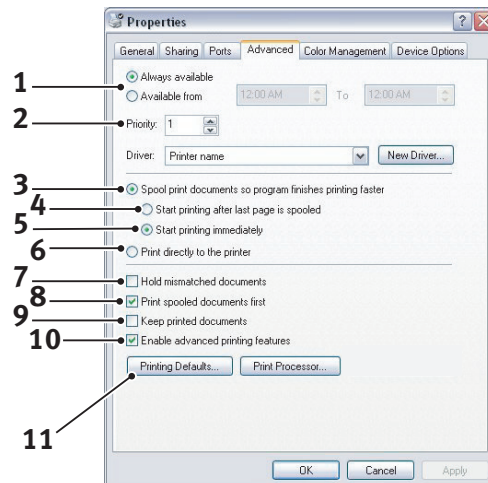 Properties
General Sharing Ports Advanced Color Management Device Options
1
Always available
Available from 12:00 AM To 12:00 AM
2 Priority: 1
Driver: Printer name New Driver...
3 Spool print documents so program finishes printing faster
4 Start printing after last page is spooled
5 Start printing immediately
6 Print directly to the printer
7 Hold mismatched documents
8 Print spooled documents first
9 Keep printed documents
10 Enable advanced printing features
Printing Defaults... Print Processor...
11
OK Cancel Apply